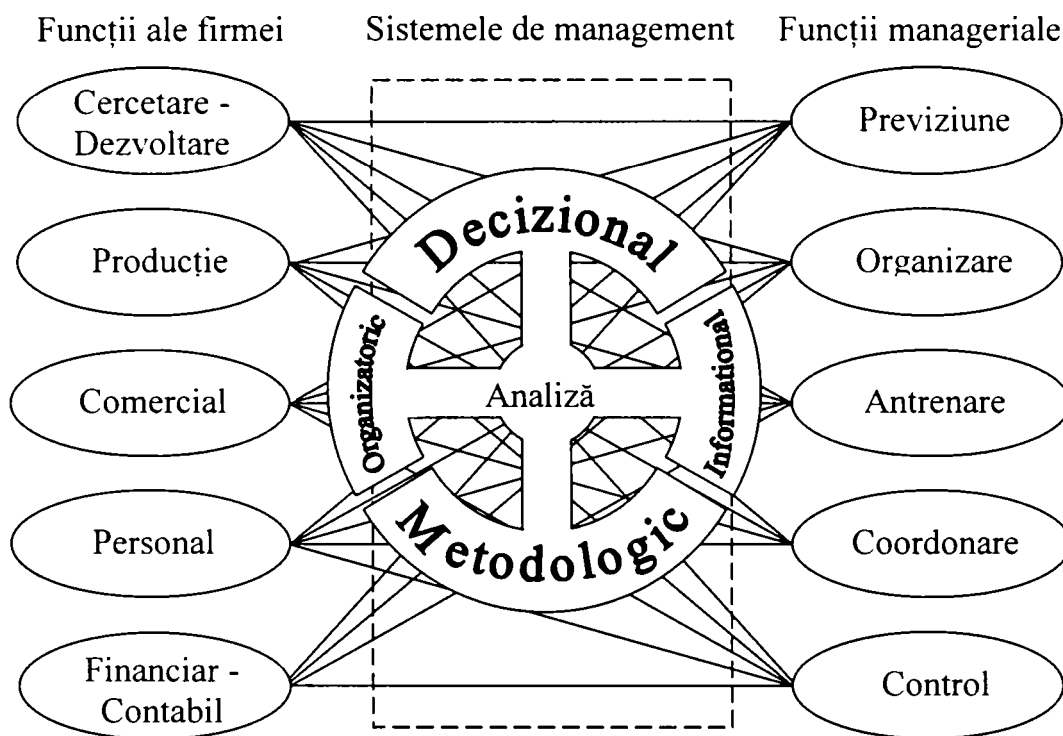 Funcții ale firmei
Sistemele de management
Funcții manageriale
Cercetare -
Dezvoltare
Producție
Comercial
Personal
Financiar -
Contabil
Decizional
Organizatoric
Analiză
Informational
Metodologic
Previziune
Organizare
Antrenare
Coordonare
Control